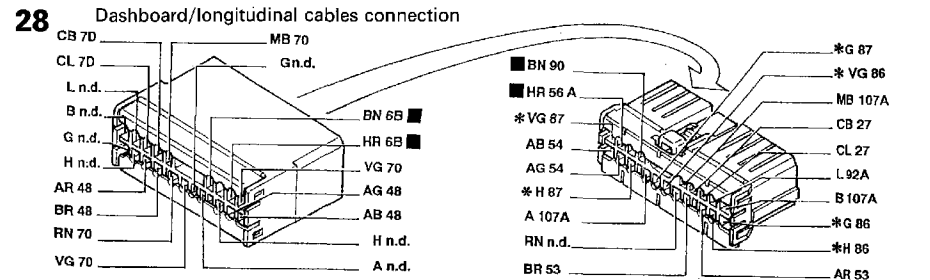 28 Dashboard/longitudinal cables connection
CB 7D
MB 70
CL 7D
Gn.d.
L n.d.
B n.d.
BN 6B ■
G n.d.
HR 6B ■
H n.d.
VG 70
AR 48
AG 48
BR 48
AB 48
RN 70
H n.d.
VG 70
A n.d.
■ BN 90
■ HR 56 A
*VG 87
AB 54
AG 54
*H 87
A 107A
RN n.d.
BR 53
*G 87
* VG 86
MB 107A
CB 27
CL 27
L 92A
B 107A
*G 86
*H 86
AR 53